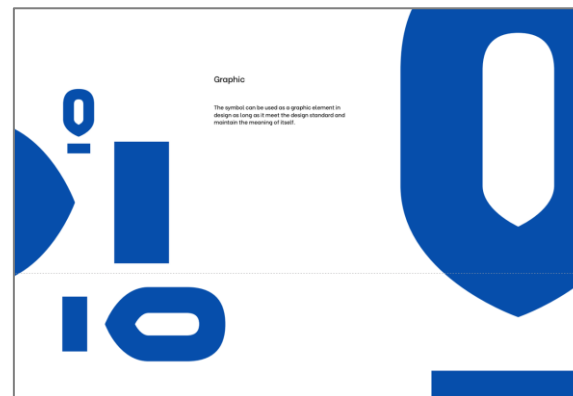 Graphic
The symbol can be used as a graphic element in
design as long as it meet the design standard and
maintain the meaning of itself.